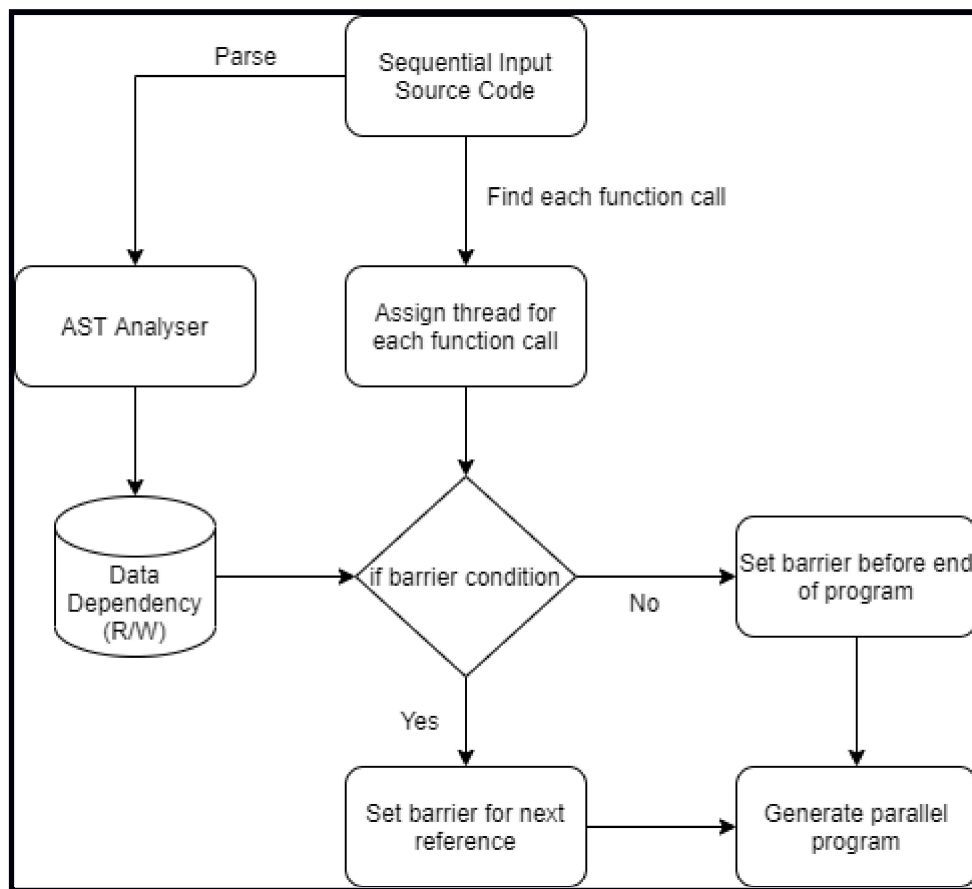 Parse
Sequential Input
Source Code
Find each function call
AST Analyser
Assign thread for
each function call
Data
Dependency
(R/W)
if barrier condition
No
Set barrier before end
of program
Yes
Set barrier for next
reference
Generate parallel
program